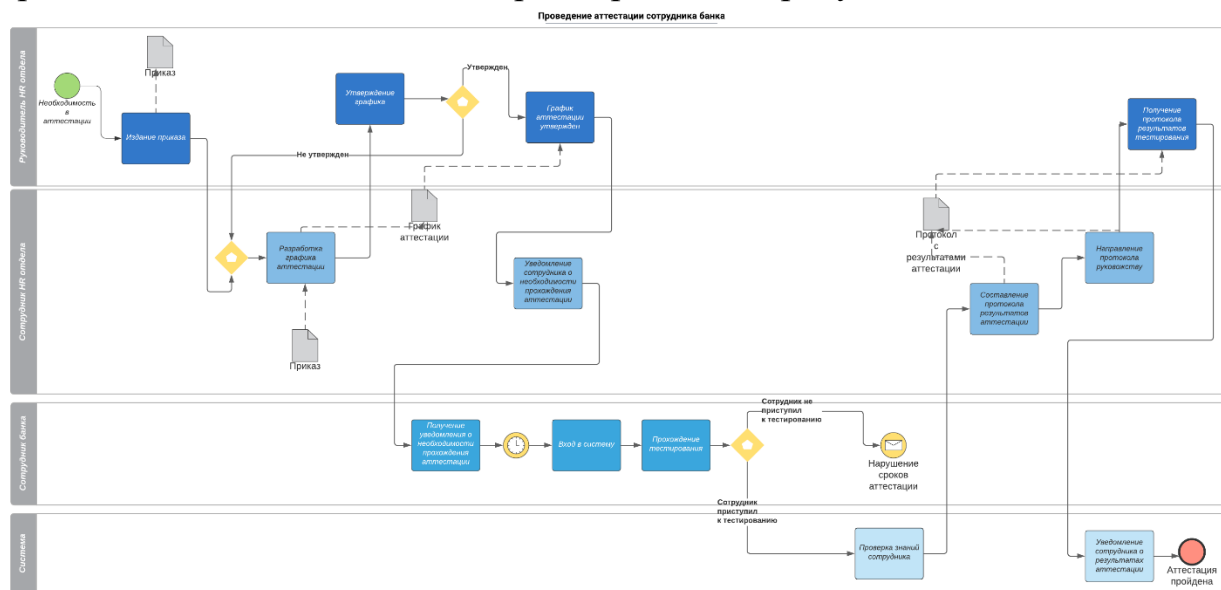 Проведение аттестации сотрудника банка
Руководитель HR отдела
Необходимость
в
аттестации
Приказ
Издание приказа
Утверждение
графика
Утвержден
Не утвержден
График
аттестации
утвержден
Получение
протокола
результатов
тестирования
Сотрудник HR отдела
Разработка
графика
аттестации
Приказ
График
аттестации
Уведомление
сотрудника о
необходимости
прохождения
аттестации
Протокол
с
результатами
аттестации
Составление
протокола
результатов
аттестации
Направление
протокола
руководству
Сотрудник банка
Получение
уведомления о
необходимости
прохождения
аттестации
Вход в систему
Прохождение
тестирования
Сотрудник не
приступил
к тестированию
Нарушение
сроков
аттестации
Сотрудник
приступил
к тестированию
Система
Проверка знаний
сотрудника
Уведомление
сотрудника о
результатах
аттестации
Аттестация
пройдена